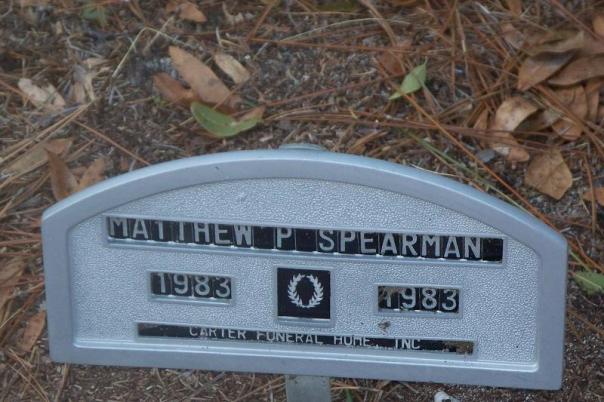 MATTHEW P SPEARMAN
1983 1983
CARTER FUNERAL HOME, INC